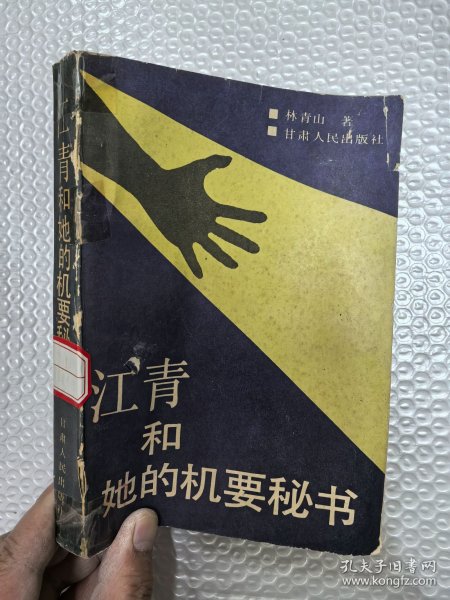 林青山 著
甘肃人民出版社
江青
和
她的机要秘书
江青和她的机要秘
甘肃人民出版社
孔夫子旧书网
www.kongfz.com